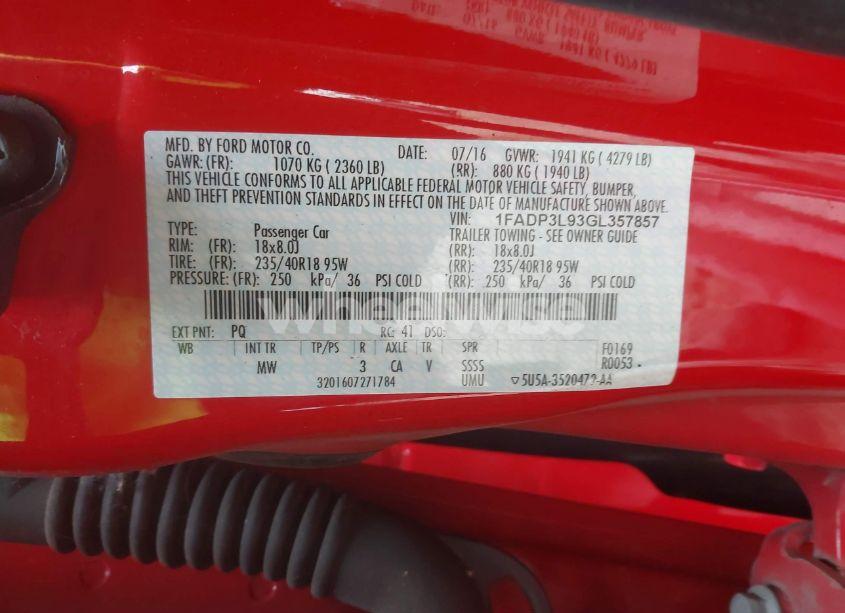 MFD. BY FORD MOTOR CO. DATE: 07/16 GVWR: 1941 KG ( 4279 LB)
GAWR: (FR): 1070 KG ( 2360 LB) (RR): 880 KG ( 1940 LB)
THIS VEHICLE CONFORMS TO ALL APPLICABLE FEDERAL MOTOR VEHICLE SAFETY, BUMPER,
AND THEFT PREVENTION STANDARDS IN EFFECT ON THE DATE OF MANUFACTURE SHOWN ABOVE.
VIN: 1FADP3L93GL357857
TYPE: Passenger Car TRAILER TOWING - SEE OWNER GUIDE
RIM: (FR): 18x8.0J (RR): 18x8.0J
TIRE: (FR): 235/40R18 95W (RR): 235/40R18 95W
PRESSURE: (FR): 250 kPa/ 36 PSI COLD (RR): 250 kPa/ 36 PSI COLD
wheelwise
EXT PNT: PQ RC: 41 DSO:
WB INT TR TP/PS R AXLE TR SPR F0169
MW 3 CA V SSSS R0053
3201607271784 UMU 5U5A-3520472-AA